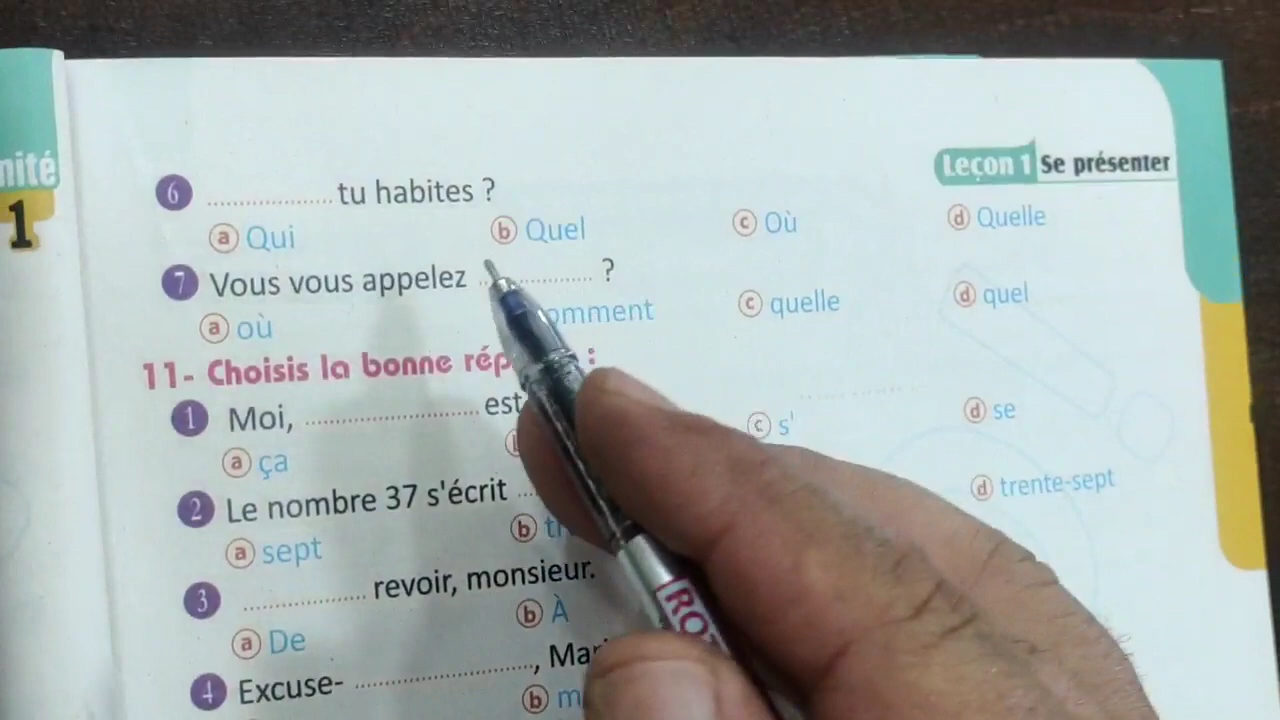 nité
1
Leçon 1 Se présenter
6 .................. tu habites ?
a Qui b Quel c Où d Quelle
7 Vous vous appelez .................. ?
a où omment c quelle d quel
11- Choisis la bonne rép :
1 Moi, .................. est
a ça c s' d se
2 Le nombre 37 s'écrit ...
a sept b d trente-sept
3 .................. revoir, monsieur.
a De b À
4 Excuse- ..................,
b m